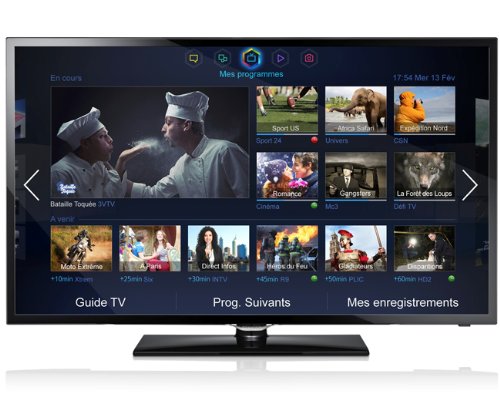 Mes programmes
En cours
17:54 Mer 13 Fév
Sport US
Africa Safari
Expédition Nord
Sport 24
Univers
CSN
Bataille
Toquée
Romance
Gangsters
La Forêt des Loups
Bataille Toquée 3VTV
Cinéma
Mc3
Défi TV
A venir
Moto Extrême
A Paris
Direct Infos
Héros du Feu
Gladiateurs
Disparitions
+10min Xtrem
+25min Six
+30min INTV
+45min R9
+50min PLIC
+60min HD2
Guide TV
Prog. Suivants
Mes enregistrements